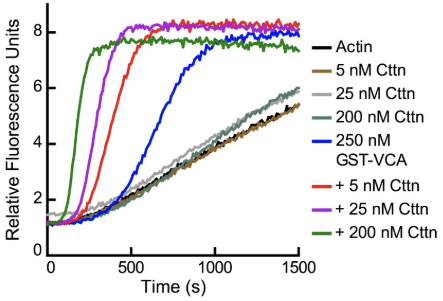 Relative Fluorescence Units
8
6
4
2
0
0
500
1000
1500
Time (s)
Actin
5 nM Cttn
25 nM Cttn
200 nM Cttn
250 nM
GST-VCA
+ 5 nM Cttn
+ 25 nM Cttn
+ 200 nM Cttn